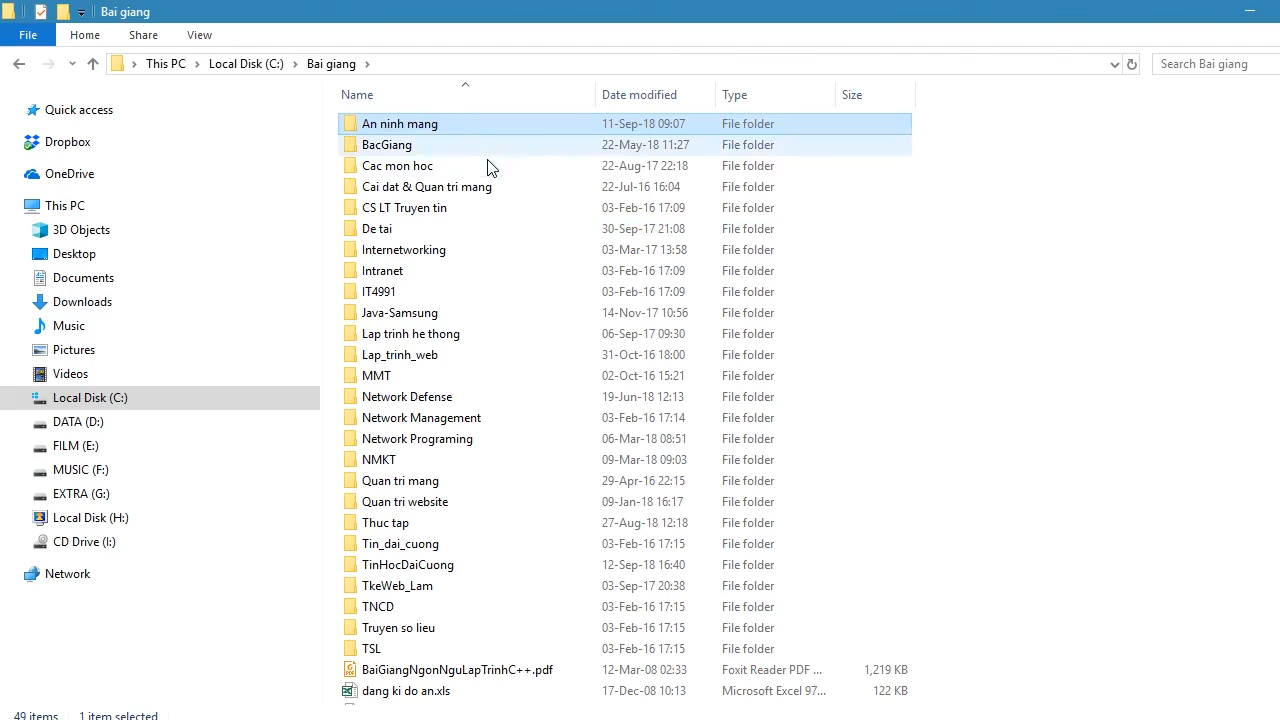 Bai giang
File Home Share View
This PC Local Disk (C:) Bai giang Search Bai giang
Name Date modified Type Size
Quick access
Dropbox
OneDrive
This PC
3D Objects
Desktop
Documents
Downloads
Music
Pictures
Videos
Local Disk (C:)
DATA (D:)
FILM (E:)
MUSIC (F:)
EXTRA (G:)
Local Disk (H:)
CD Drive (I:)
Network
An ninh mang 11-Sep-18 09:07 File folder
BacGiang 22-May-18 11:27 File folder
Cac mon hoc 22-Aug-17 22:18 File folder
Cai dat & Quan tri mang 22-Jul-16 16:04 File folder
CS LT Truyen tin 03-Feb-16 17:09 File folder
De tai 30-Sep-17 21:08 File folder
Internetworking 03-Mar-17 13:58 File folder
Intranet 03-Feb-16 17:09 File folder
IT4991 03-Feb-16 17:09 File folder
Java-Samsung 14-Nov-17 10:56 File folder
Lap trinh he thong 06-Sep-17 09:30 File folder
Lap_trinh_web 31-Oct-16 18:00 File folder
MMT 02-Oct-16 15:21 File folder
Network Defense 19-Jun-18 12:13 File folder
Network Management 03-Feb-16 17:14 File folder
Network Programing 06-Mar-18 08:51 File folder
NMKT 09-Mar-18 09:03 File folder
Quan tri mang 29-Apr-16 22:15 File folder
Quan tri website 09-Jan-18 16:17 File folder
Thuc tap 27-Aug-18 12:18 File folder
Tin_dai_cuong 03-Feb-16 17:15 File folder
TinHocDaiCuong 12-Sep-18 16:40 File folder
TkeWeb_Lam 03-Sep-17 20:38 File folder
TNCD 03-Feb-16 17:15 File folder
Truyen so lieu 03-Feb-16 17:15 File folder
TSL 03-Feb-16 17:15 File folder
BaiGiangNgonNguLapTrinhC++.pdf 12-Mar-08 02:33 Foxit Reader PDF ... 1,219 KB
dang ki do an.xls 17-Dec-08 10:13 Microsoft Excel 97... 122 KB
49 items 1 item selected